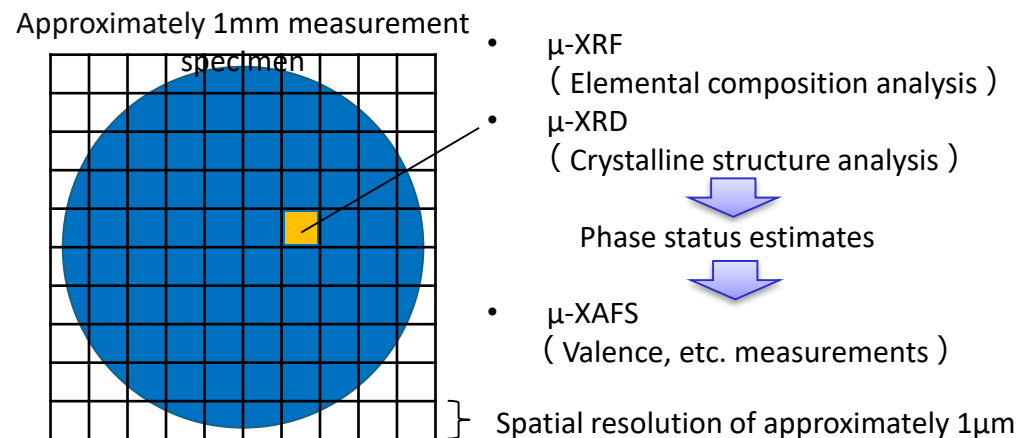 Approximately 1mm measurement
specimen
• μ-XRF
( Elemental composition analysis )
• μ-XRD
( Crystalline structure analysis )
Phase status estimates
• μ-XAFS
( Valence, etc. measurements )
Spatial resolution of approximately 1μm